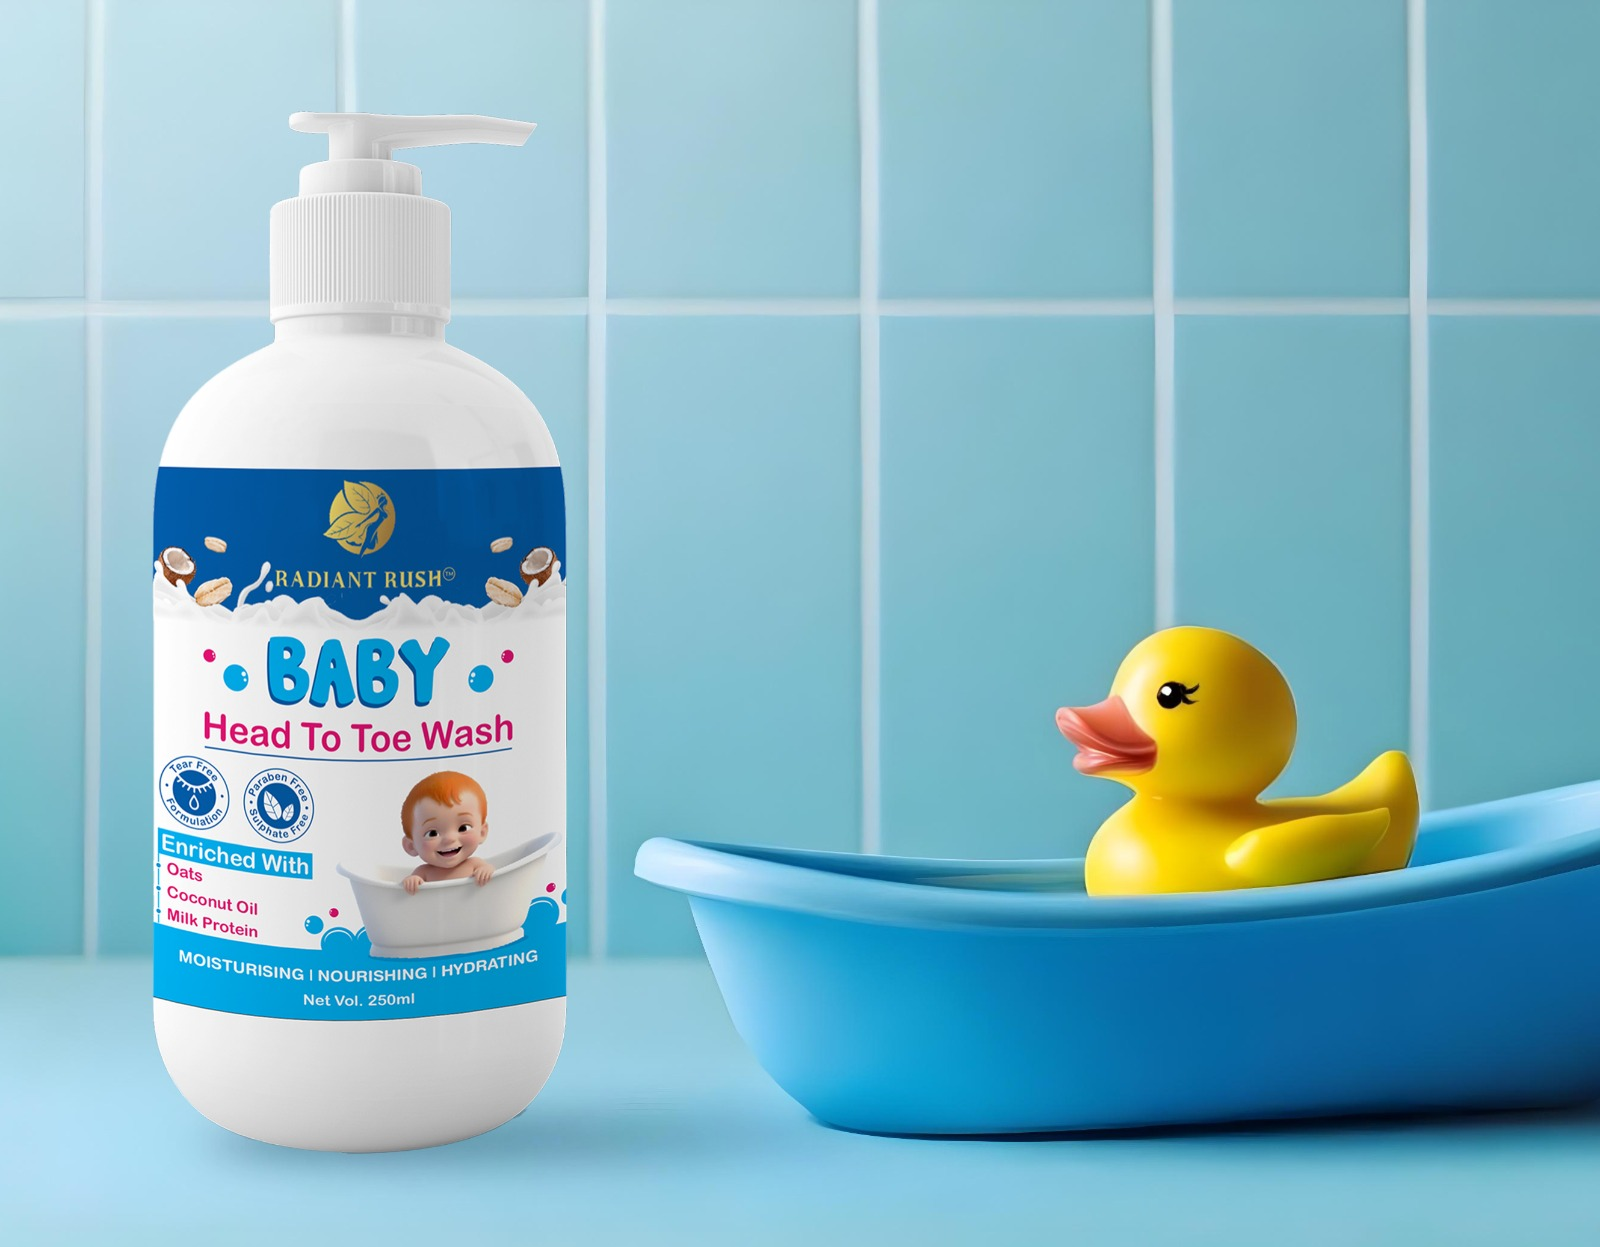 RADIANT RUSH™
BABY
Head To Toe Wash
Tear Free
Formulation
Paraben Free
Sulphate Free
Enriched With
Oats
Coconut Oil
Milk Protein
MOISTURISING | NOURISHING | HYDRATING
Net Vol. 250ml